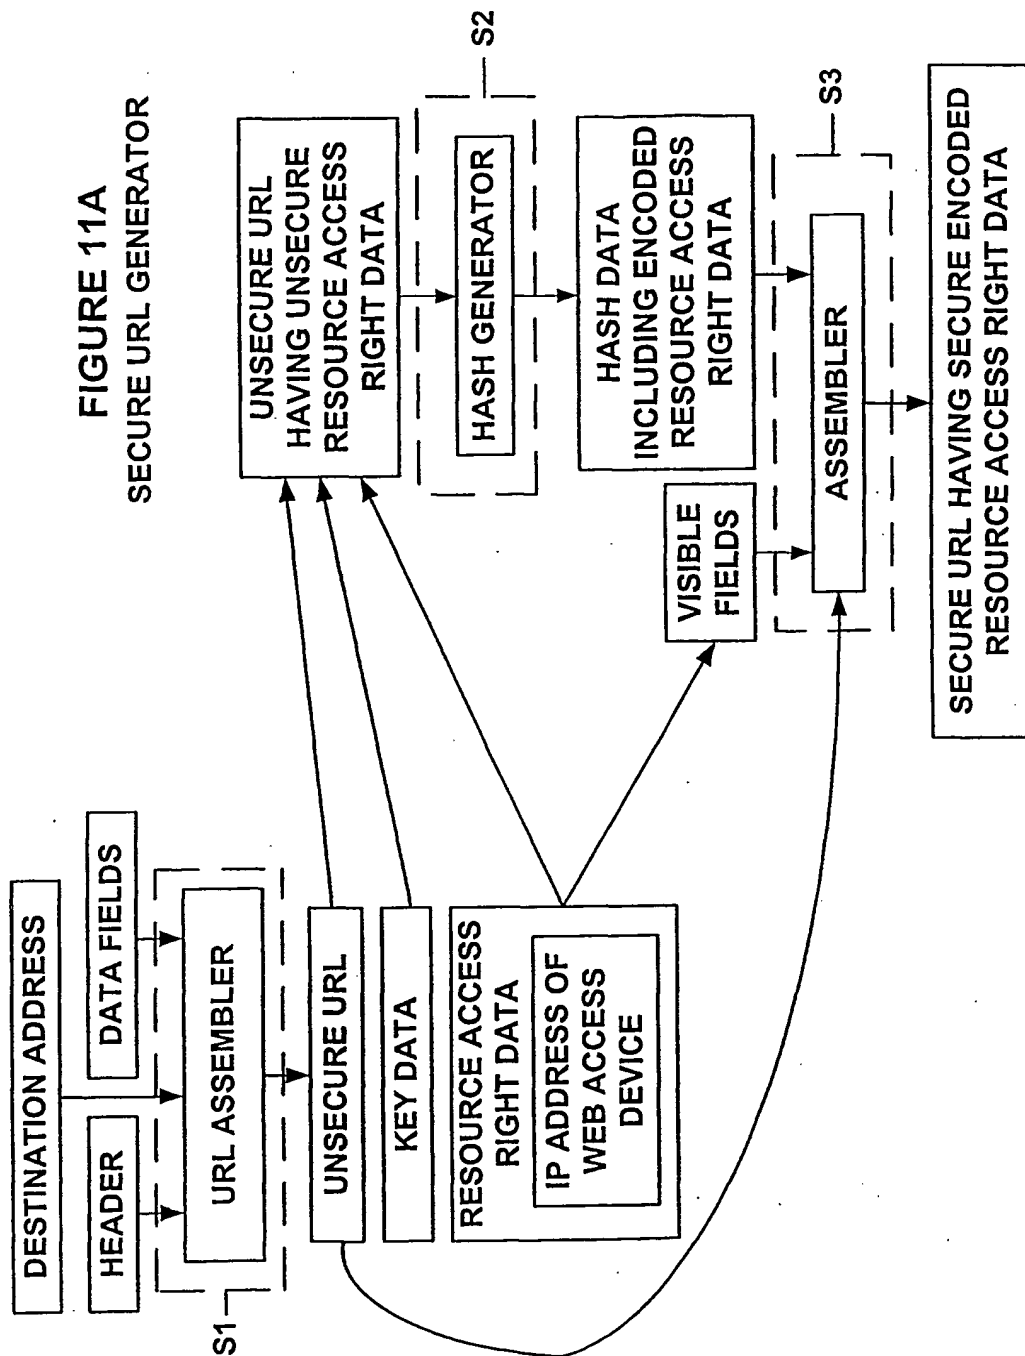 FIGURE 11A
SECURE URL GENERATOR
DESTINATION ADDRESS
HEADER
DATA FIELDS
URL ASSEMBLER
S1
UNSECURE URL
KEY DATA
RESOURCE ACCESS
RIGHT DATA
IP ADDRESS OF
WEB ACCESS
DEVICE
UNSECURE URL
HAVING UNSECURE
RESOURCE ACCESS
RIGHT DATA
HASH GENERATOR
S2
HASH DATA
INCLUDING ENCODED
RESOURCE ACCESS
RIGHT DATA
VISIBLE
FIELDS
ASSEMBLER
S3
SECURE URL HAVING SECURE ENCODED
RESOURCE ACCESS RIGHT DATA